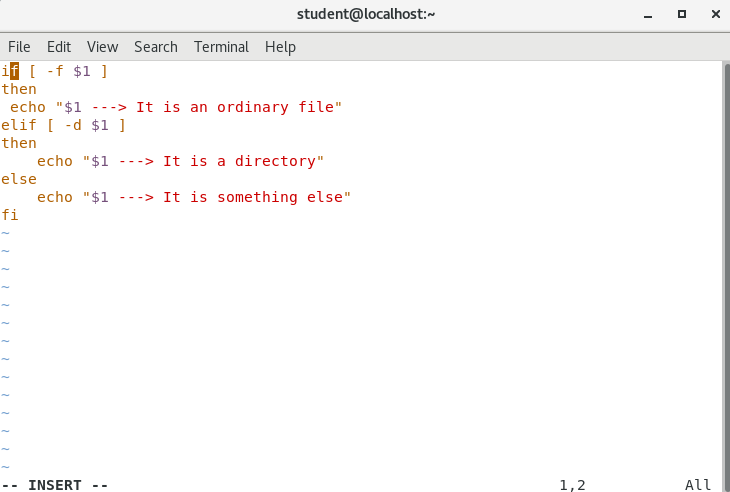 student@localhost:~
File Edit View Search Terminal Help
if [ -f $1 ]
then
 echo "$1 ---> It is an ordinary file"
elif [ -d $1 ]
then
    echo "$1 ---> It is a directory"
else
    echo "$1 ---> It is something else"
fi
~
~
~
~
~
~
~
~
~
~
~
~
~
~
-- INSERT -- 1,2 All